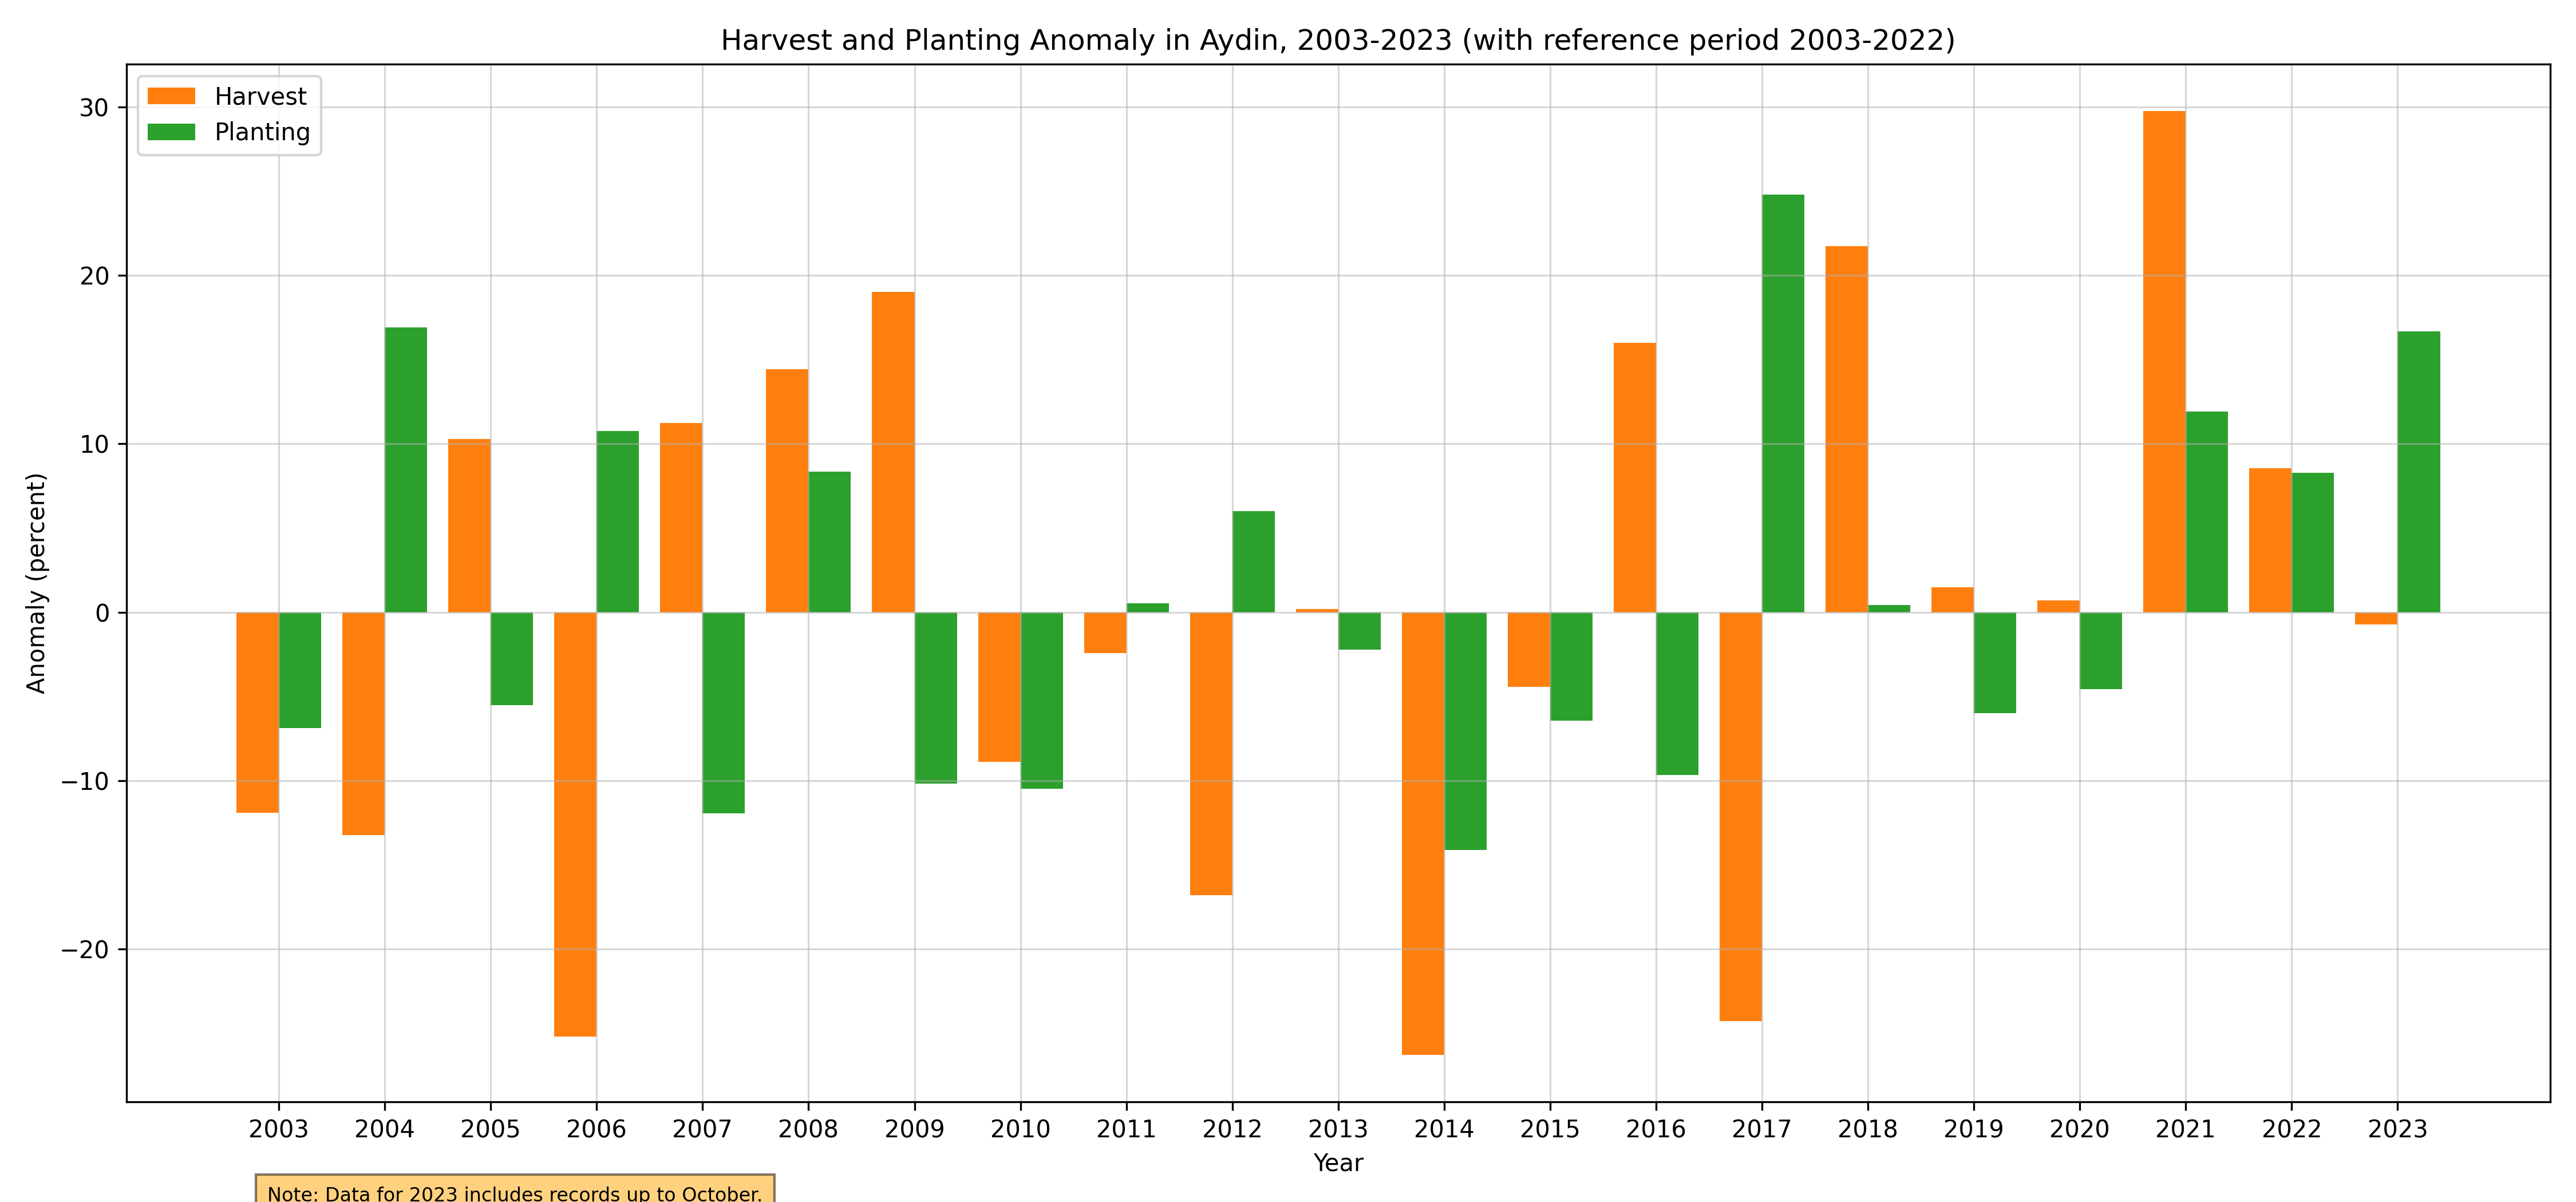 Harvest and Planting Anomaly in Aydin, 2003-2023 (with reference period 2003-2022)
Harvest
Planting
30
20
10
0
−10
−20
Anomaly (percent)
2003 2004 2005 2006 2007 2008 2009 2010 2011 2012 2013 2014 2015 2016 2017 2018 2019 2020 2021 2022 2023
Year
Note: Data for 2023 includes records up to October.